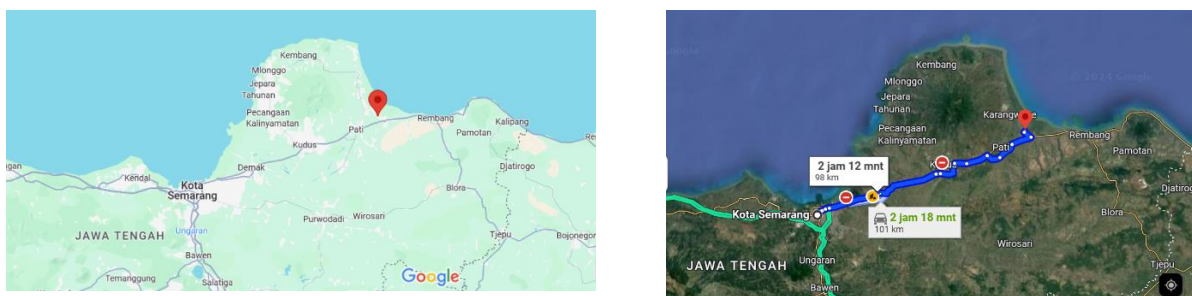 Kembang
Mlonggo
Jepara
Tahunan
Pecangaan
Kalinyamatan
Pati
Rembang
Kalipang
Pamotan
Kudus
Demak
Djatirogo
Kendal
Kota
Semarang
Blora
Purwodadi
Wirosari
Ungaran
JAWA TENGAH
Tjepu
Bojonegor
Bawen
Temanggung
Salatiga
Google
Kembang
© 2024 Google
Mlonggo
Jepara
Tahunan
Pecangaan
Kalinyamatan
Pati
Rembang
Pamotan
2 jam 12 mnt
98 km
Kota Semarang
2 jam 18 mnt
101 km
Blora
Wirosari
Ungaran
JAWA TENGAH
Tjepu
Bawen